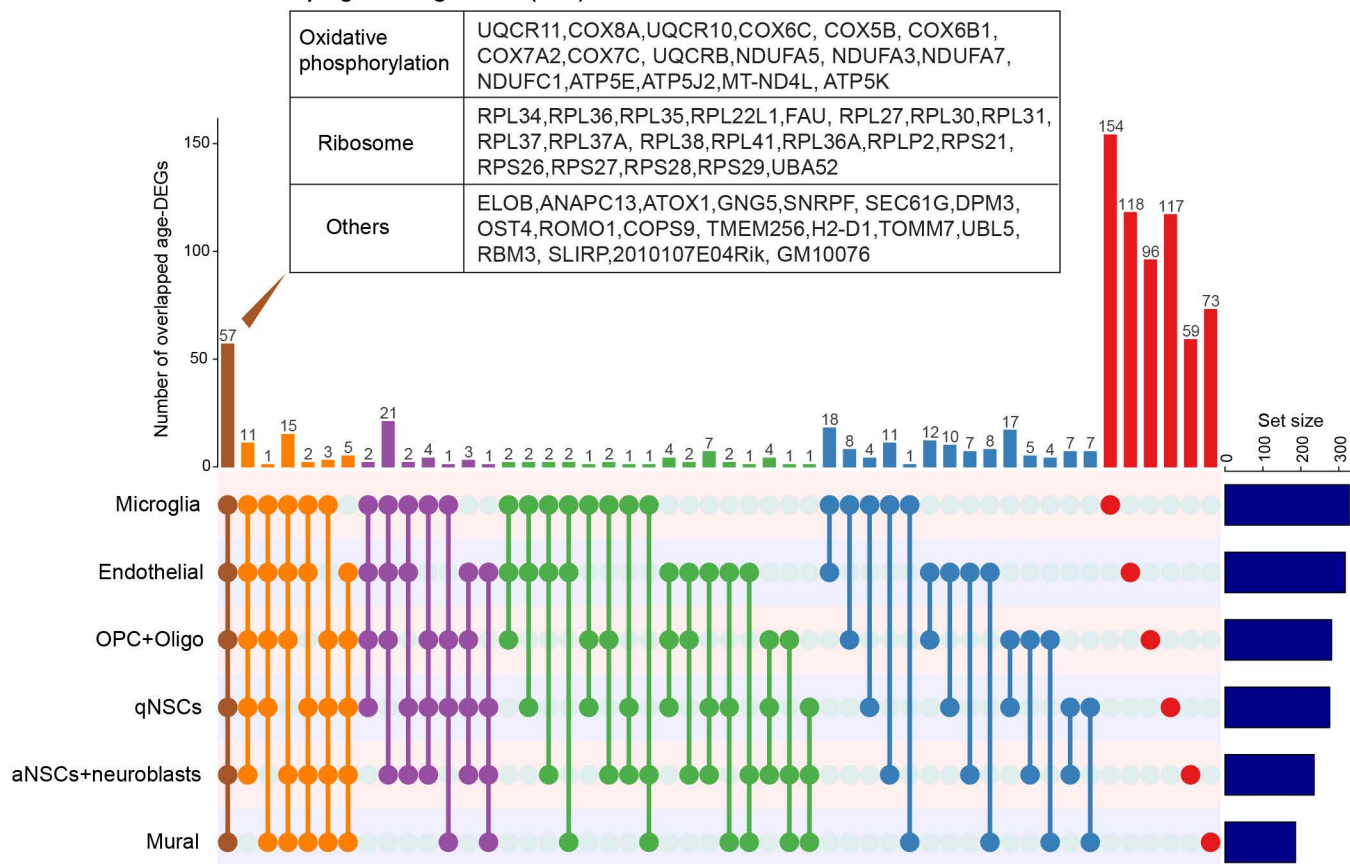 Oxidative
phosphorylation
UQCR11,COX8A,UQCR10,COX6C, COX5B, COX6B1,
COX7A2,COX7C, UQCRB,NDUFA5, NDUFA3,NDUFA7,
NDUFC1,ATP5E,ATP5J2,MT-ND4L, ATP5K
Ribosome
RPL34,RPL36,RPL35,RPL22L1,FAU, RPL27,RPL30,RPL31,
RPL37,RPL37A, RPL38,RPL41,RPL36A,RPLP2,RPS21,
RPS26,RPS27,RPS28,RPS29,UBA52
Others
ELOB,ANAPC13,ATOX1,GNG5,SNRPF, SEC61G,DPM3,
OST4,ROMO1,COPS9, TMEM256,H2-D1,TOMM7,UBL5,
RBM3, SLIRP,2010107E04Rik, GM10076
Number of overlapped age-DEGs
150
100
50
0
57 11 1 15 2 3 5 2 21 2 4 1 3 1 2 2 2 2 1 2 1 1 4 2 7 2 1 4 1 1 18 8 4 11 1 12 10 7 8 17 5 4 7 7 154 118 96 117 59 73
Set size
0 100 200 300
Microglia
Endothelial
OPC+Oligo
qNSCs
aNSCs+neuroblasts
Mural